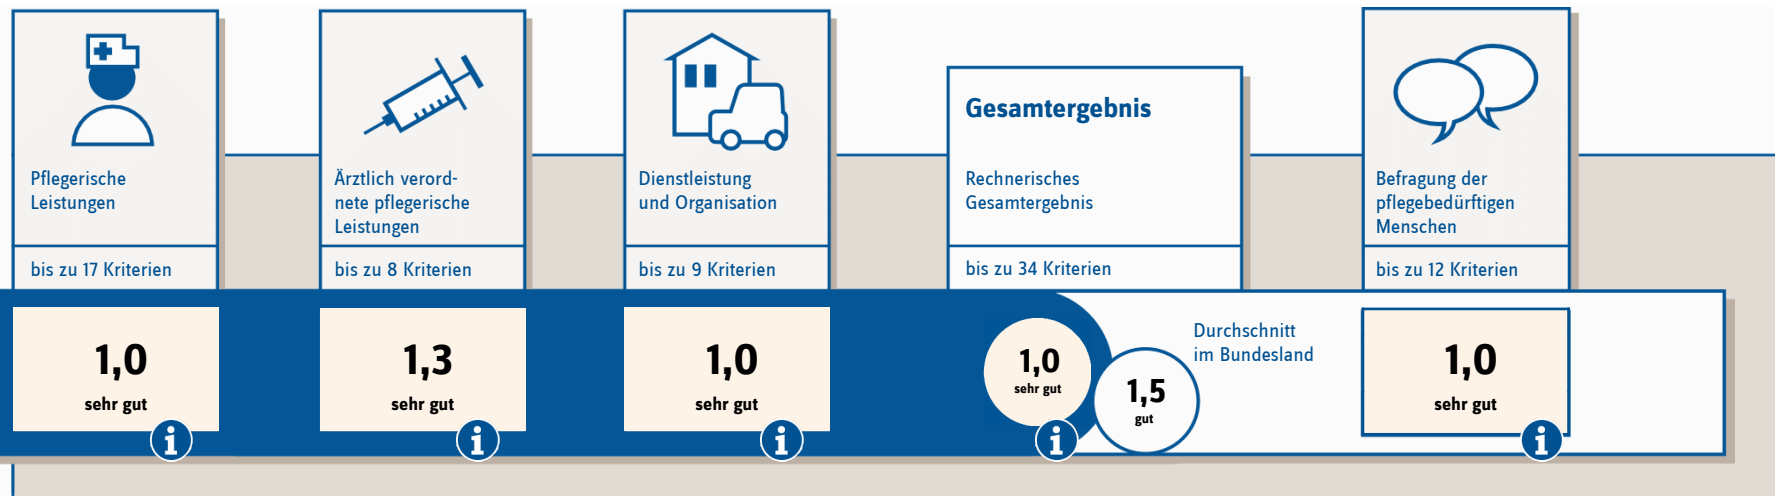 Pflegerische
Leistungen
bis zu 17 Kriterien
1,0
sehr gut
Ärztlich verord-
nete pflegerische
Leistungen
bis zu 8 Kriterien
1,3
sehr gut
Dienstleistung
und Organisation
bis zu 9 Kriterien
1,0
sehr gut
Gesamtergebnis
Rechnerisches
Gesamtergebnis
bis zu 34 Kriterien
1,0
sehr gut
1,5
gut
Durchschnitt
im Bundesland
Befragung der
pflegebedürftigen
Menschen
bis zu 12 Kriterien
1,0
sehr gut